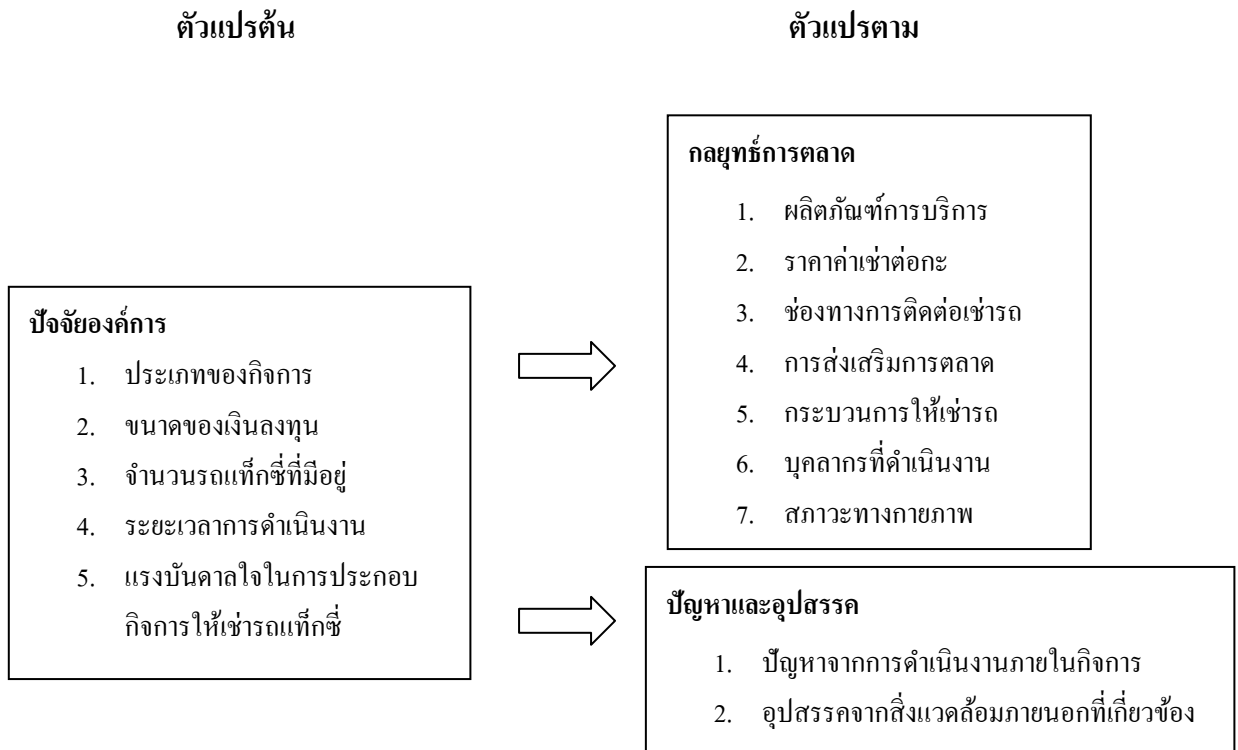 ตัวแปรต้น
ตัวแปรตาม
ปัจจัยองค์การ
1. ประเภทของกิจการ
2. ขนาดของเงินลงทุน
3. จำนวนรถแท็กซี่ที่มีอยู่
4. ระยะเวลาการดำเนินงาน
5. แรงบันดาลใจในการประกอบ
กิจการให้เช่ารถแท็กซี่
กลยุทธ์การตลาด
1. ผลิตภัณฑ์การบริการ
2. ราคาค่าเช่าต่อกะ
3. ช่องทางการติดต่อเช่ารถ
4. การส่งเสริมการตลาด
5. กระบวนการให้เช่ารถ
6. บุคลากรที่ดำเนินงาน
7. สภาวะทางกายภาพ
ปัญหาและอุปสรรค
1. ปัญหาจากการดำเนินงานภายในกิจการ
2. อุปสรรคจากสิ่งแวดล้อมภายนอกที่เกี่ยวข้อง